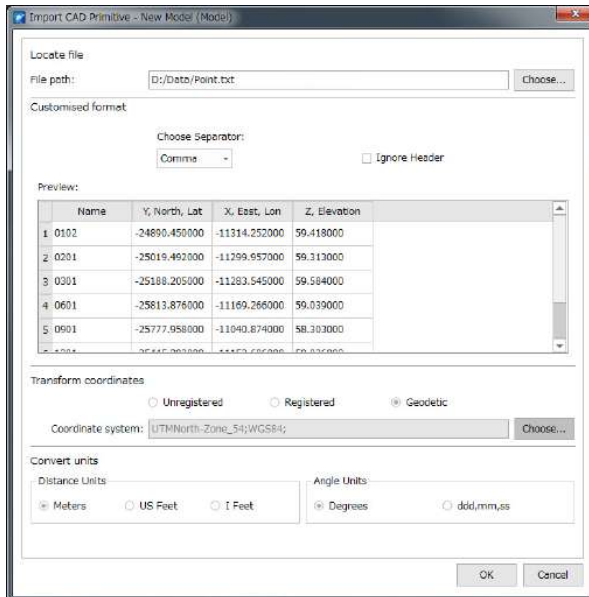 Import CAD Primitive - New Model (Model)
Locate file
File path: D:/Data/Point.txt Choose...
Customised format
Choose Separator:
Comma Ignore Header
Preview:
Name Y, North, Lat X, East, Lon Z, Elevation
1 0102 -24890.450000 -11314.252000 59.418000
2 0201 -25019.492000 -11299.957000 59.313000
3 0301 -25188.205000 -11283.545000 59.584000
4 0601 -25813.876000 -11169.266000 59.039000
5 0901 -25777.958000 -11040.874000 58.303000
Transform coordinates
Unregistered Registered Geodetic
Coordinate system: UTMNorth-Zone_54;WGS84; Choose...
Convert units
Distance Units Angle Units
Meters US Feet I Feet Degrees ddd,mm,ss
OK Cancel